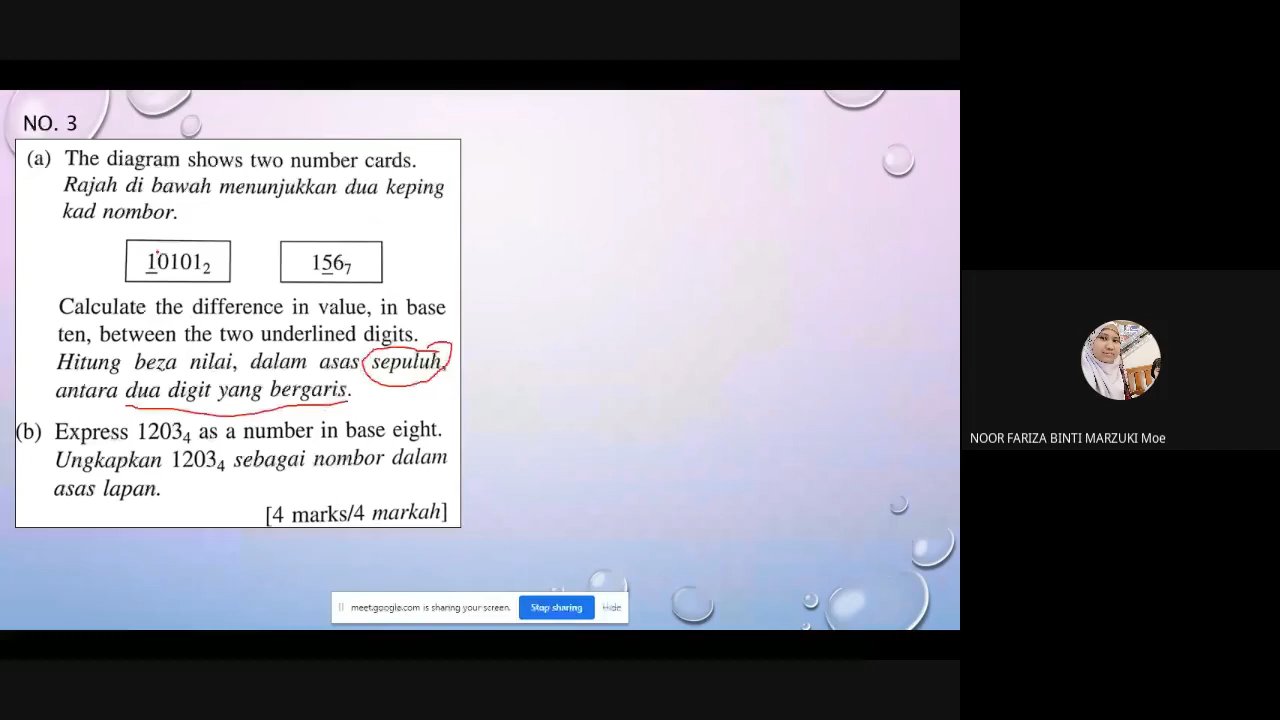 NO. 3
(a) The diagram shows two number cards.
Rajah di bawah menunjukkan dua keping
kad nombor.
10101₂ 156₇
Calculate the difference in value, in base
ten, between the two underlined digits.
Hitung beza nilai, dalam asas sepuluh,
antara dua digit yang bergaris.
(b) Express 1203₄ as a number in base eight.
Ungkapkan 1203₄ sebagai nombor dalam
asas lapan.
[4 marks/4 markah]
meet.google.com is sharing your screen. Stop sharing Hide
NOOR FARIZA BINTI MARZUKI Moe